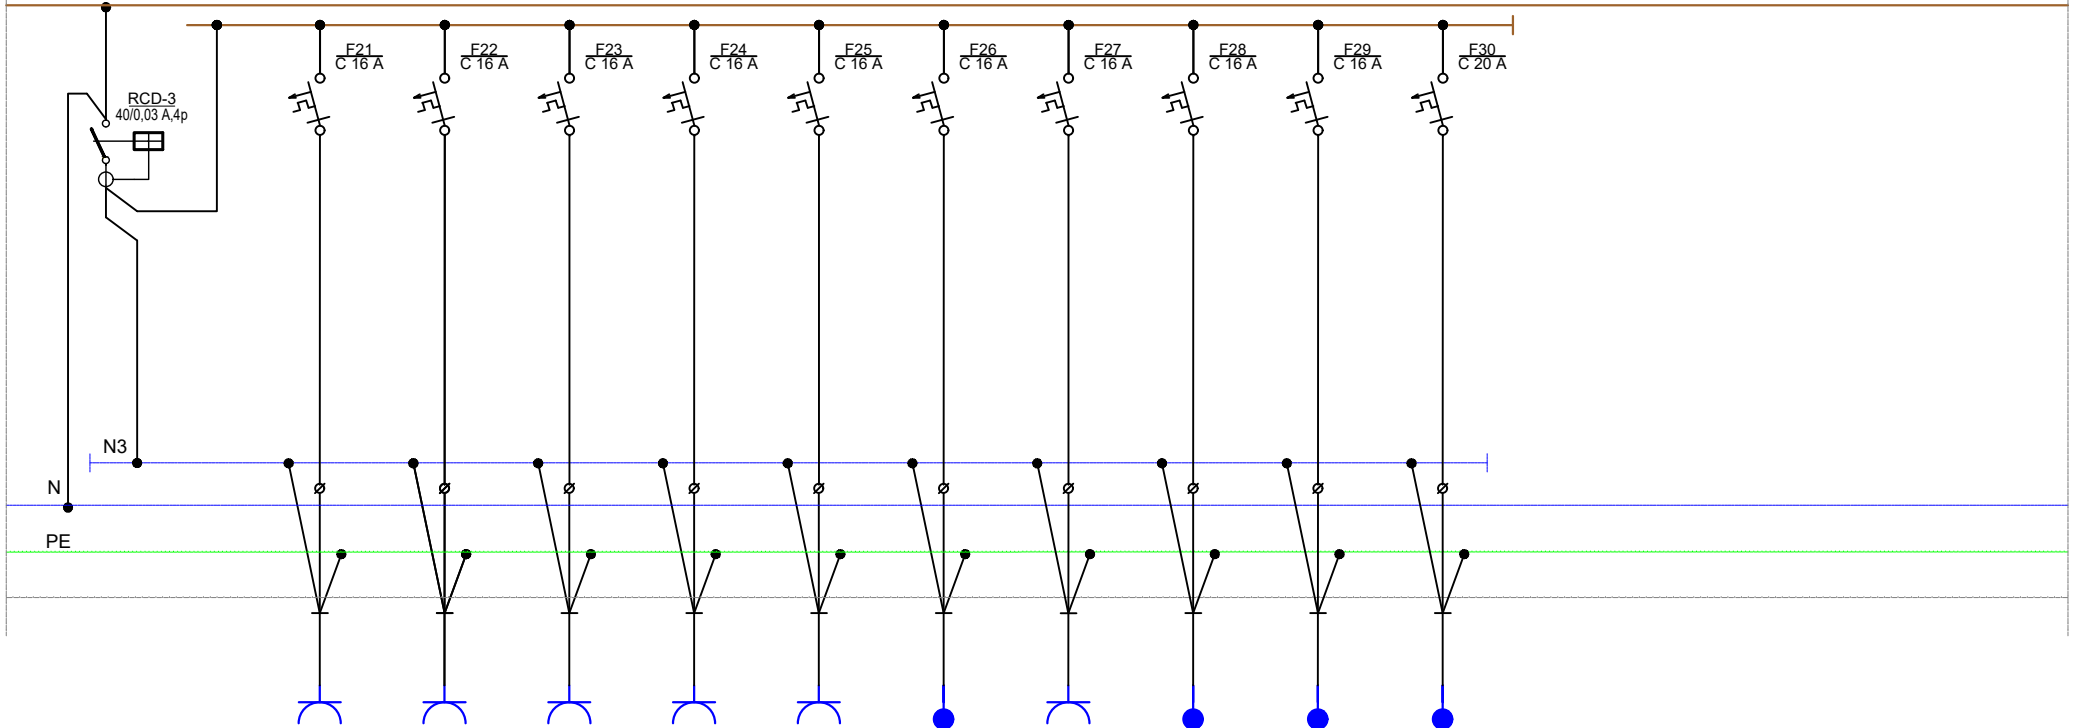 F21
C 16 A
F22
C 16 A
F23
C 16 A
F24
C 16 A
F25
C 16 A
F26
C 16 A
F27
C 16 A
F28
C 16 A
F29
C 16 A
F30
C 20 A
RCD-3
40/0,03 A,4p
N3
N
PE